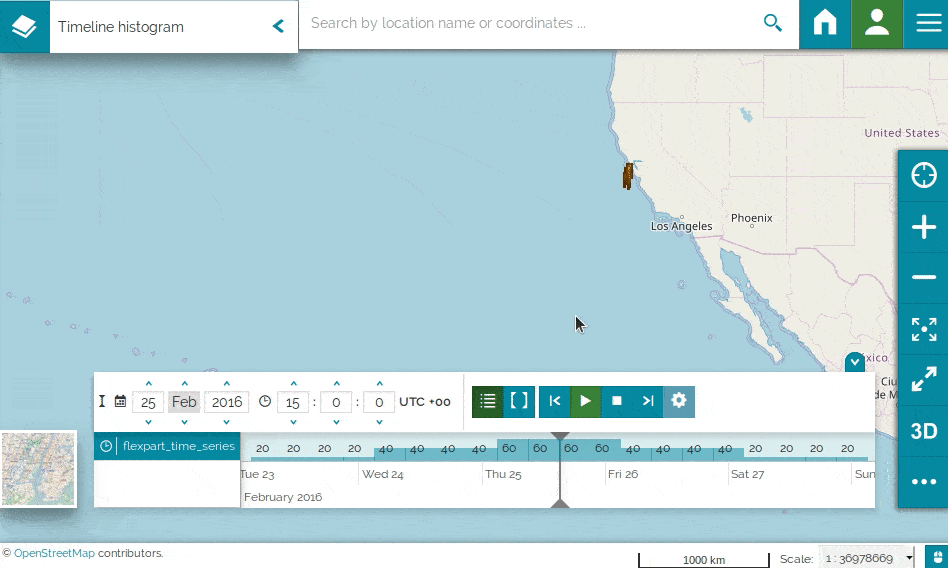 Timeline histogram
Search by location name or coordinates ...
United States
Phoenix
Los Angeles
éxico
Ciu
de M
3D
25 Feb 2016 15 : 0 : 0 UTC +00
flexpart_time_series
20 20 20 20 40 40 40 40 60 60 60 60 40 40 40 40 20 20 20 20
Tue 23 Wed 24 Thu 25 Fri 26 Sat 27 Sun
February 2016
© OpenStreetMap contributors.
1000 km
Scale: 1 : 36978669